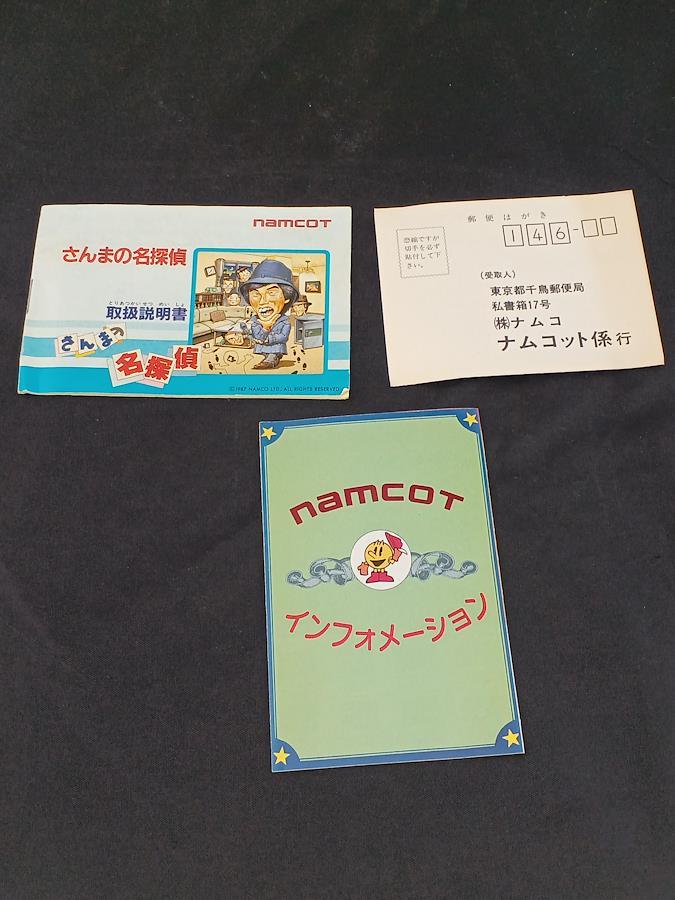 namcot
さんまの名探偵
とりあつかいせつめいしょ
取扱説明書
さんまの
名探偵
©1987 NAMCO LTD., ALL RIGHTS RESERVED
郵便はがき
146-
恐縮ですが
切手を必ず
貼付して下
さい。
(受取人)
東京都千鳥郵便局
私書箱17号
(株)ナムコ
ナムコット係 行
namcot
インフォメーション